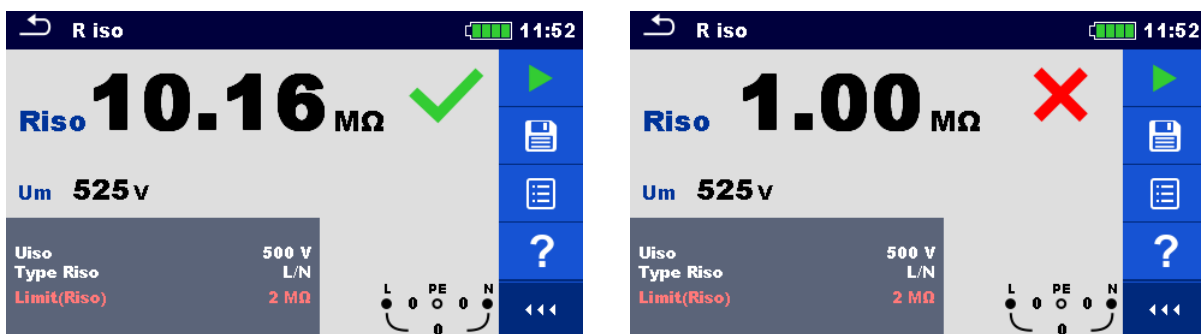 R iso 11:52
Riso 10.16 MΩ
Um 525 V
Uiso 500 V
Type Riso L/N
Limit(Riso) 2 MΩ
L PE N
0 0
0
?
R iso 11:52
Riso 1.00 MΩ
Um 525 V
Uiso 500 V
Type Riso L/N
Limit(Riso) 2 MΩ
L PE N
0 0
0
?